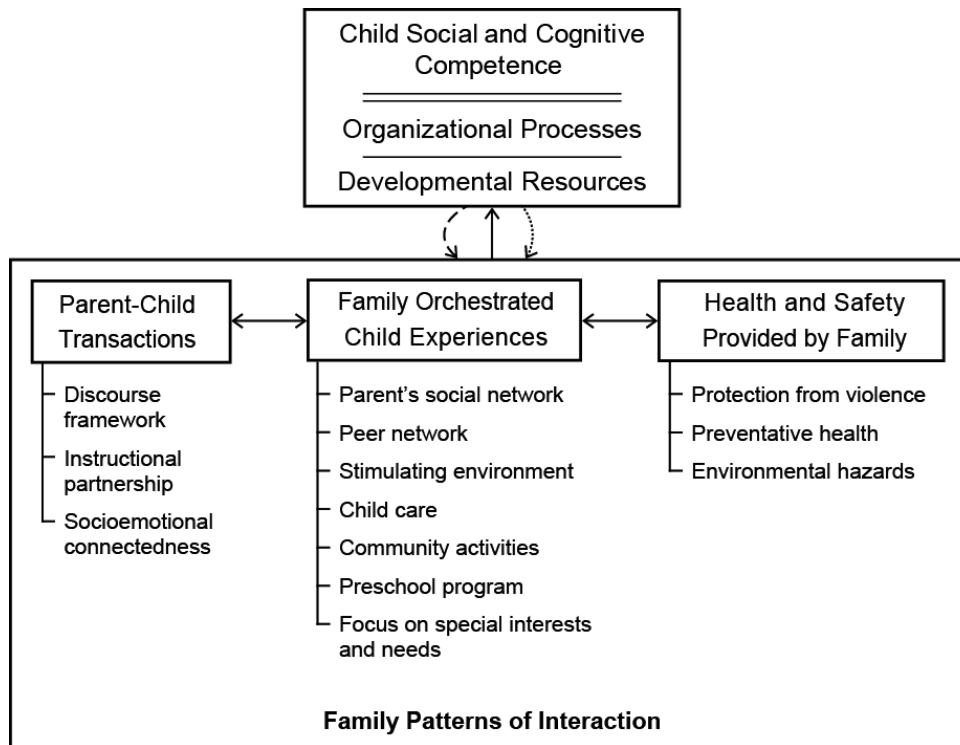 Child Social and Cognitive
Competence
Organizational Processes
Developmental Resources
Parent-Child
Transactions
Discourse
framework
Instructional
partnership
Socioemotional
connectedness
Family Orchestrated
Child Experiences
Parent’s social network
Peer network
Stimulating environment
Child care
Community activities
Preschool program
Focus on special interests
and needs
Health and Safety
Provided by Family
Protection from violence
Preventative health
Environmental hazards
Family Patterns of Interaction